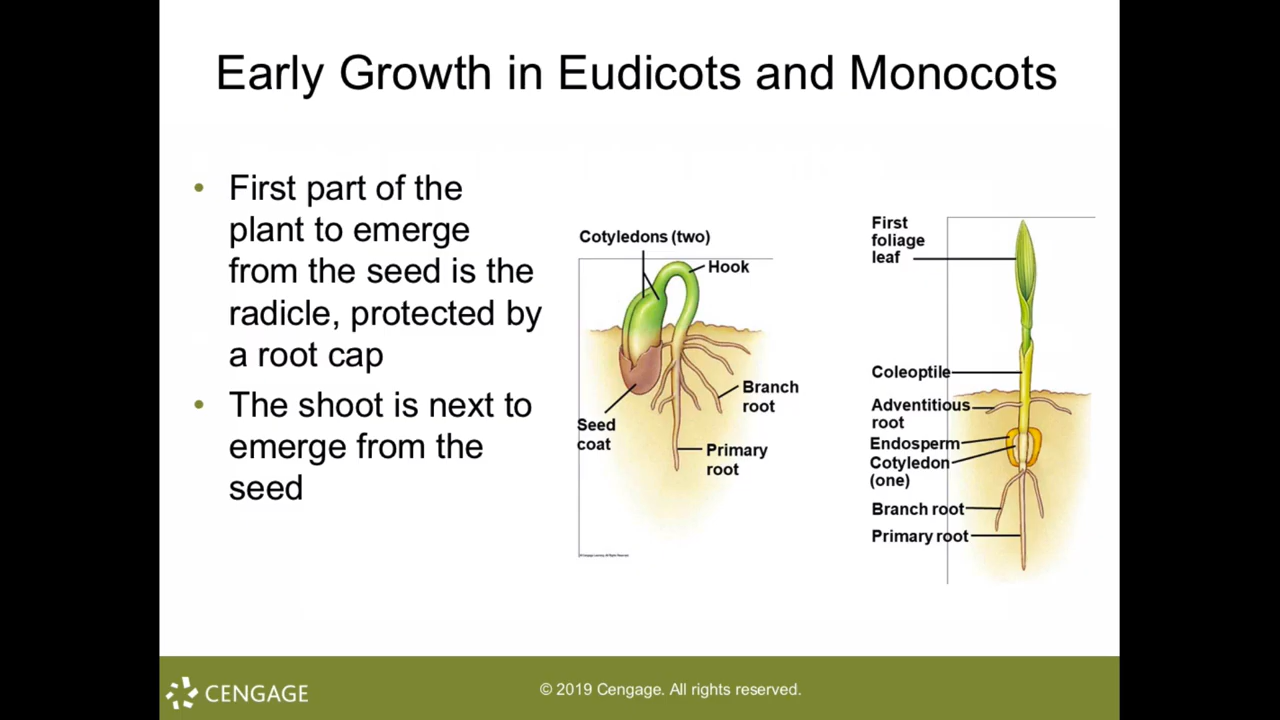 Early Growth in Eudicots and Monocots
• First part of the
plant to emerge
from the seed is the
radicle, protected by
a root cap
• The shoot is next to
emerge from the
seed
Cotyledons (two)
Hook
Branch
root
Seed
coat
Primary
root
First
foliage
leaf
Coleoptile
Adventitious
root
Endosperm
Cotyledon
(one)
Branch root
Primary root
CENGAGE
© 2019 Cengage. All rights reserved.